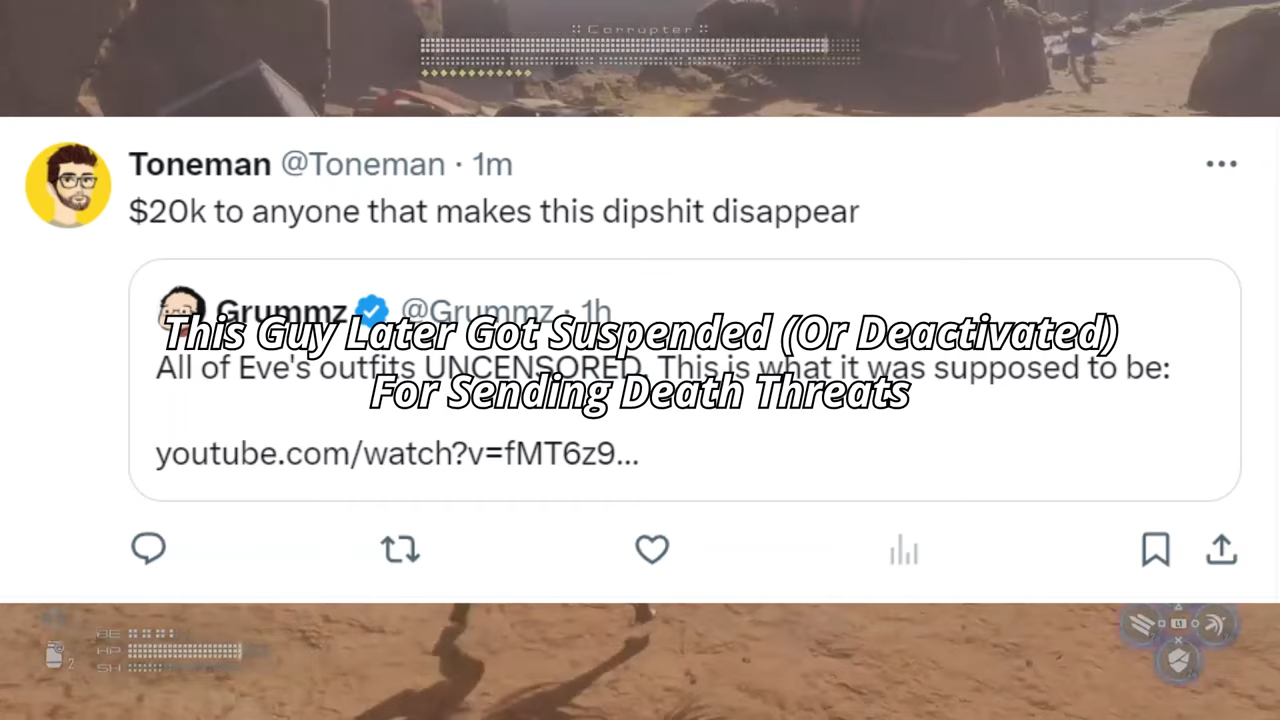 Corrupter
Toneman @Toneman · 1m
$20k to anyone that makes this dipshit disappear
Grummz @Grummz · 1h
This Guy Later Got Suspended (Or Deactivated)
All of Eve's outfits UNCENSORED. This is what it was supposed to be:
For Sending Death Threats
youtube.com/watch?v=fMT6z9...
BE
HP
2
SH
L1